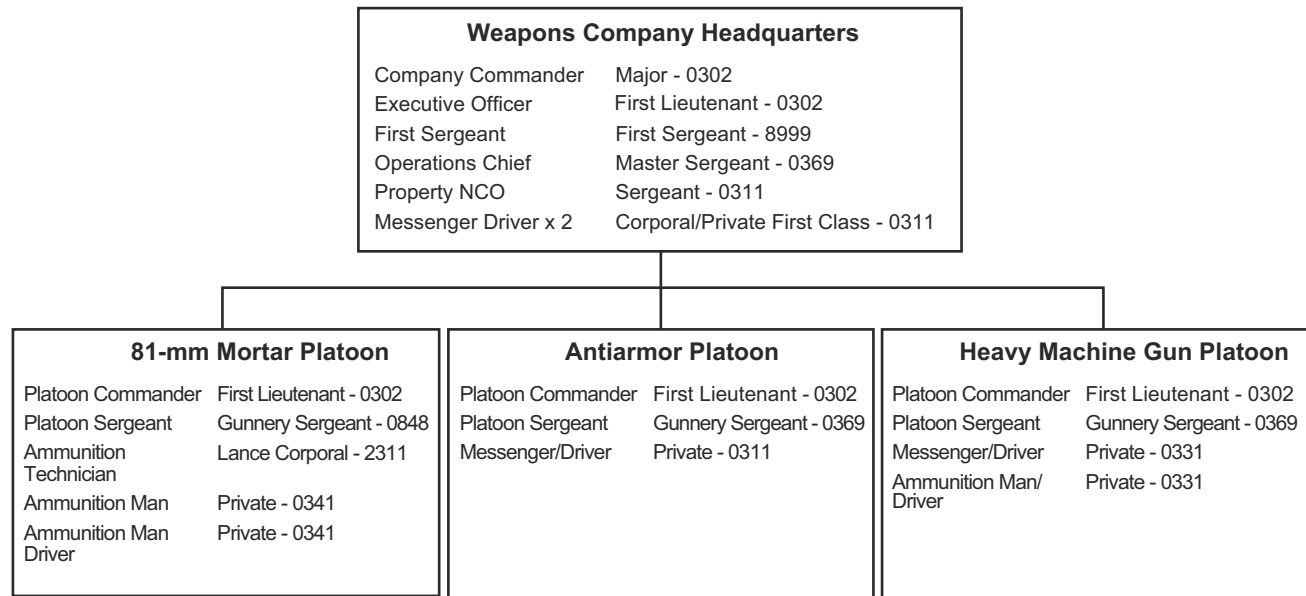 Weapons Company Headquarters
Company Commander Major - 0302
Executive Officer First Lieutenant - 0302
First Sergeant First Sergeant - 8999
Operations Chief Master Sergeant - 0369
Property NCO Sergeant - 0311
Messenger Driver x 2 Corporal/Private First Class - 0311
81-mm Mortar Platoon
Platoon Commander First Lieutenant - 0302
Platoon Sergeant Gunnery Sergeant - 0848
Ammunition Lance Corporal - 2311
Technician
Ammunition Man Private - 0341
Ammunition Man Private - 0341
Driver
Antiarmor Platoon
Platoon Commander First Lieutenant - 0302
Platoon Sergeant Gunnery Sergeant - 0369
Messenger/Driver Private - 0311
Heavy Machine Gun Platoon
Platoon Commander First Lieutenant - 0302
Platoon Sergeant Gunnery Sergeant - 0369
Messenger/Driver Private - 0331
Ammunition Man/ Private - 0331
Driver